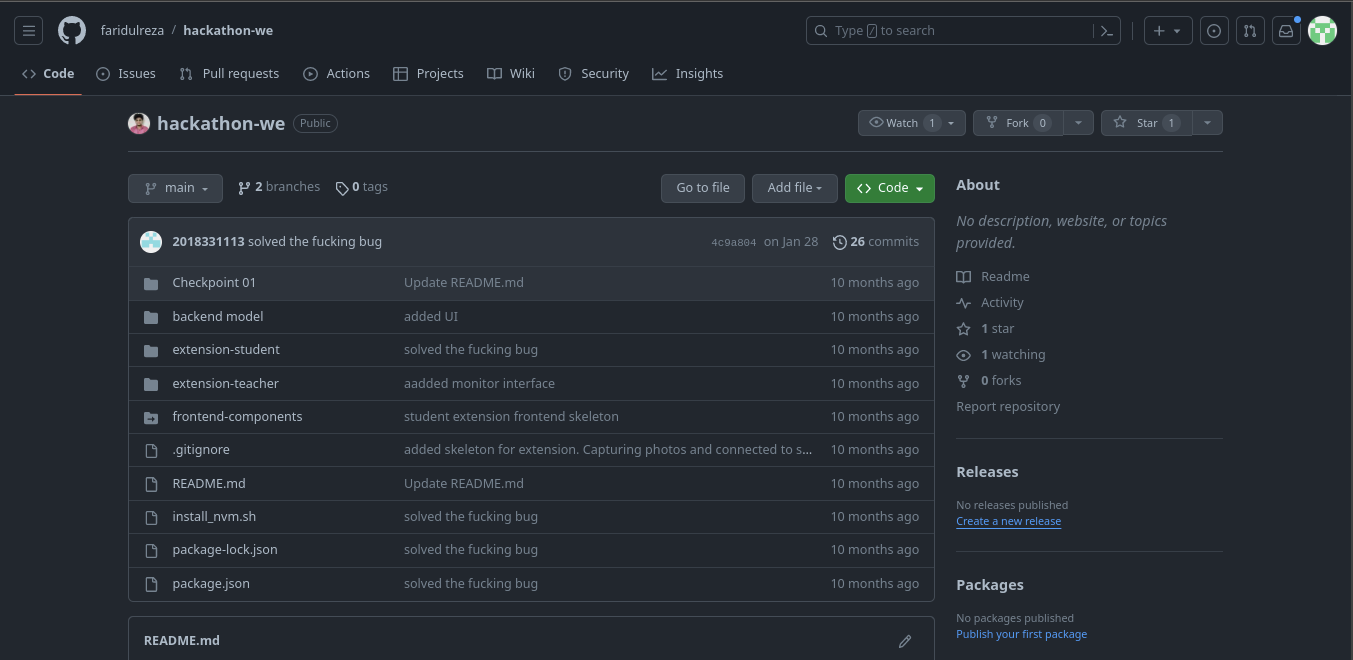 faridulreza / hackathon-we
Type / to search
Code Issues Pull requests Actions Projects Wiki Security Insights
hackathon-we Public
Watch 1 Fork 0 Star 1
main 2 branches 0 tags Go to file Add file Code
2018331113 solved the fucking bug 4c9a804 on Jan 28 26 commits
Checkpoint 01 Update README.md 10 months ago
backend model added UI 10 months ago
extension-student solved the fucking bug 10 months ago
extension-teacher aadded monitor interface 10 months ago
frontend-components student extension frontend skeleton 10 months ago
.gitignore added skeleton for extension. Capturing photos and connected to s... 10 months ago
README.md Update README.md 10 months ago
install_nvm.sh solved the fucking bug 10 months ago
package-lock.json solved the fucking bug 10 months ago
package.json solved the fucking bug 10 months ago
README.md
About
No description, website, or topics
provided.
Readme
Activity
1 star
1 watching
0 forks
Report repository
Releases
No releases published
Create a new release
Packages
No packages published
Publish your first package